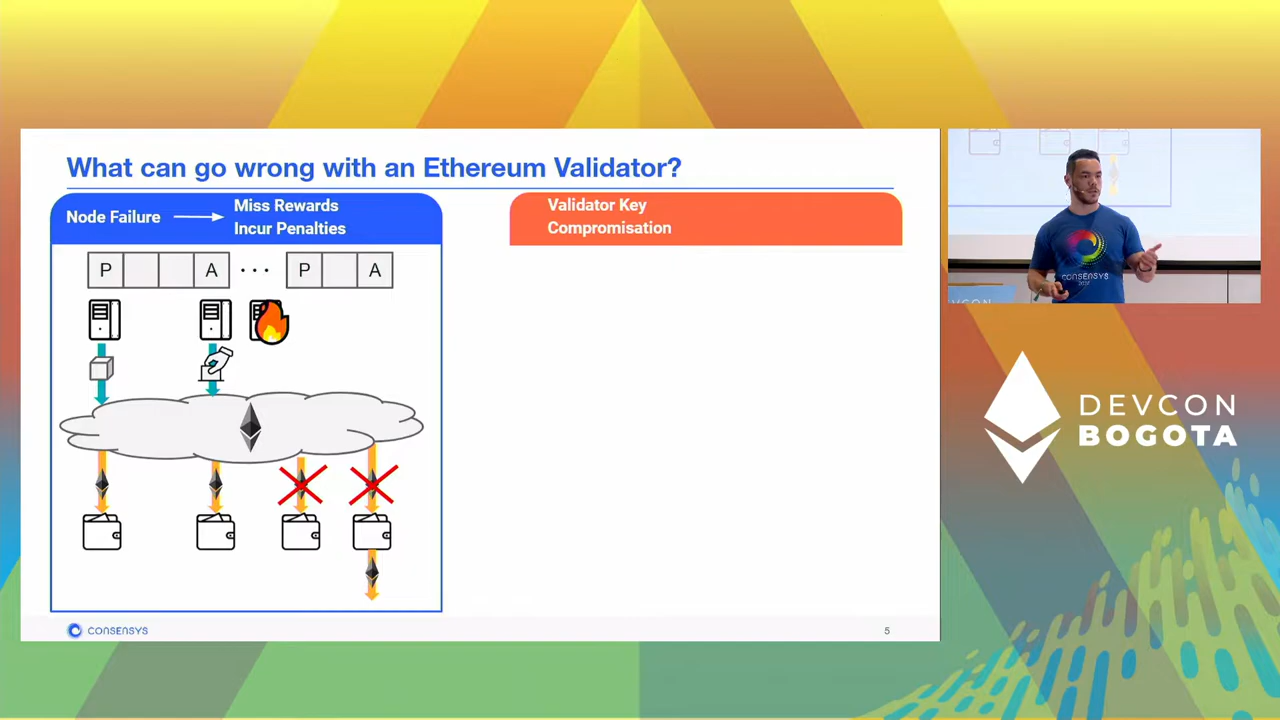 What can go wrong with an Ethereum Validator?
Node Failure
Miss Rewards
Incur Penalties
P
A
...
P
A
Validator Key
Compromisation
CONSENSYS
5
CONSENSYS
DEVCON
BOGOTA